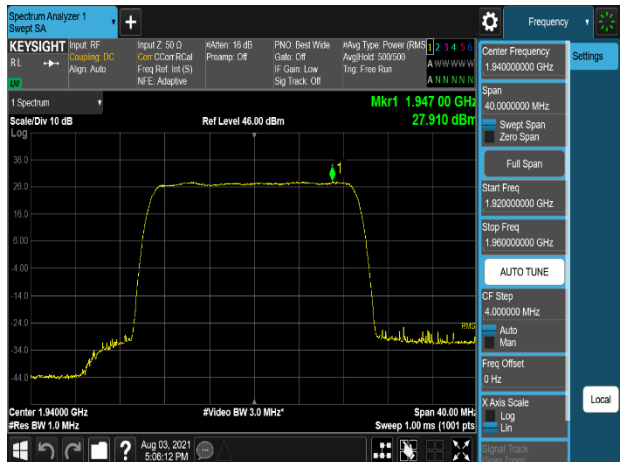 Spectrum Analyzer 1
Swept SA
Frequency
KEYSIGHT
RL
Input: RF
Coupling: DC
Align: Auto
Input Z: 50 Ω
Corr CCorr RCal
Freq Ref: Int (S)
NFE: Adaptive
#Atten: 16 dB
Preamp: Off
PNO: Best Wide
Gate: Off
IF Gain: Low
Sig Track: Off
#Avg Type: Power (RMS
Avg|Hold: 500/500
Trig: Free Run
1 2 3 4 5 6
A W W W W W
A N N N N N
1 Spectrum
Mkr1 1.947 00 GHz
27.910 dBm
Scale/Div 10 dB
Ref Level 46.00 dBm
Log
36.0
26.0
16.0
6.00
-4.00
-14.0
-24.0
-34.0
-44.0
1
RMS
Center 1.94000 GHz
#Video BW 3.0 MHz*
Span 40.00 MHz
#Res BW 1.0 MHz
Sweep 1.00 ms (1001 pts
Aug 03, 2021
5:06:12 PM
Center Frequency
1.940000000 GHz
Settings
Span
40.0000000 MHz
Swept Span
Zero Span
Full Span
Start Freq
1.920000000 GHz
Stop Freq
1.960000000 GHz
AUTO TUNE
CF Step
4.000000 MHz
Auto
Man
Freq Offset
0 Hz
X Axis Scale
Log
Lin
Local
Signal Track
(Span Zoom)